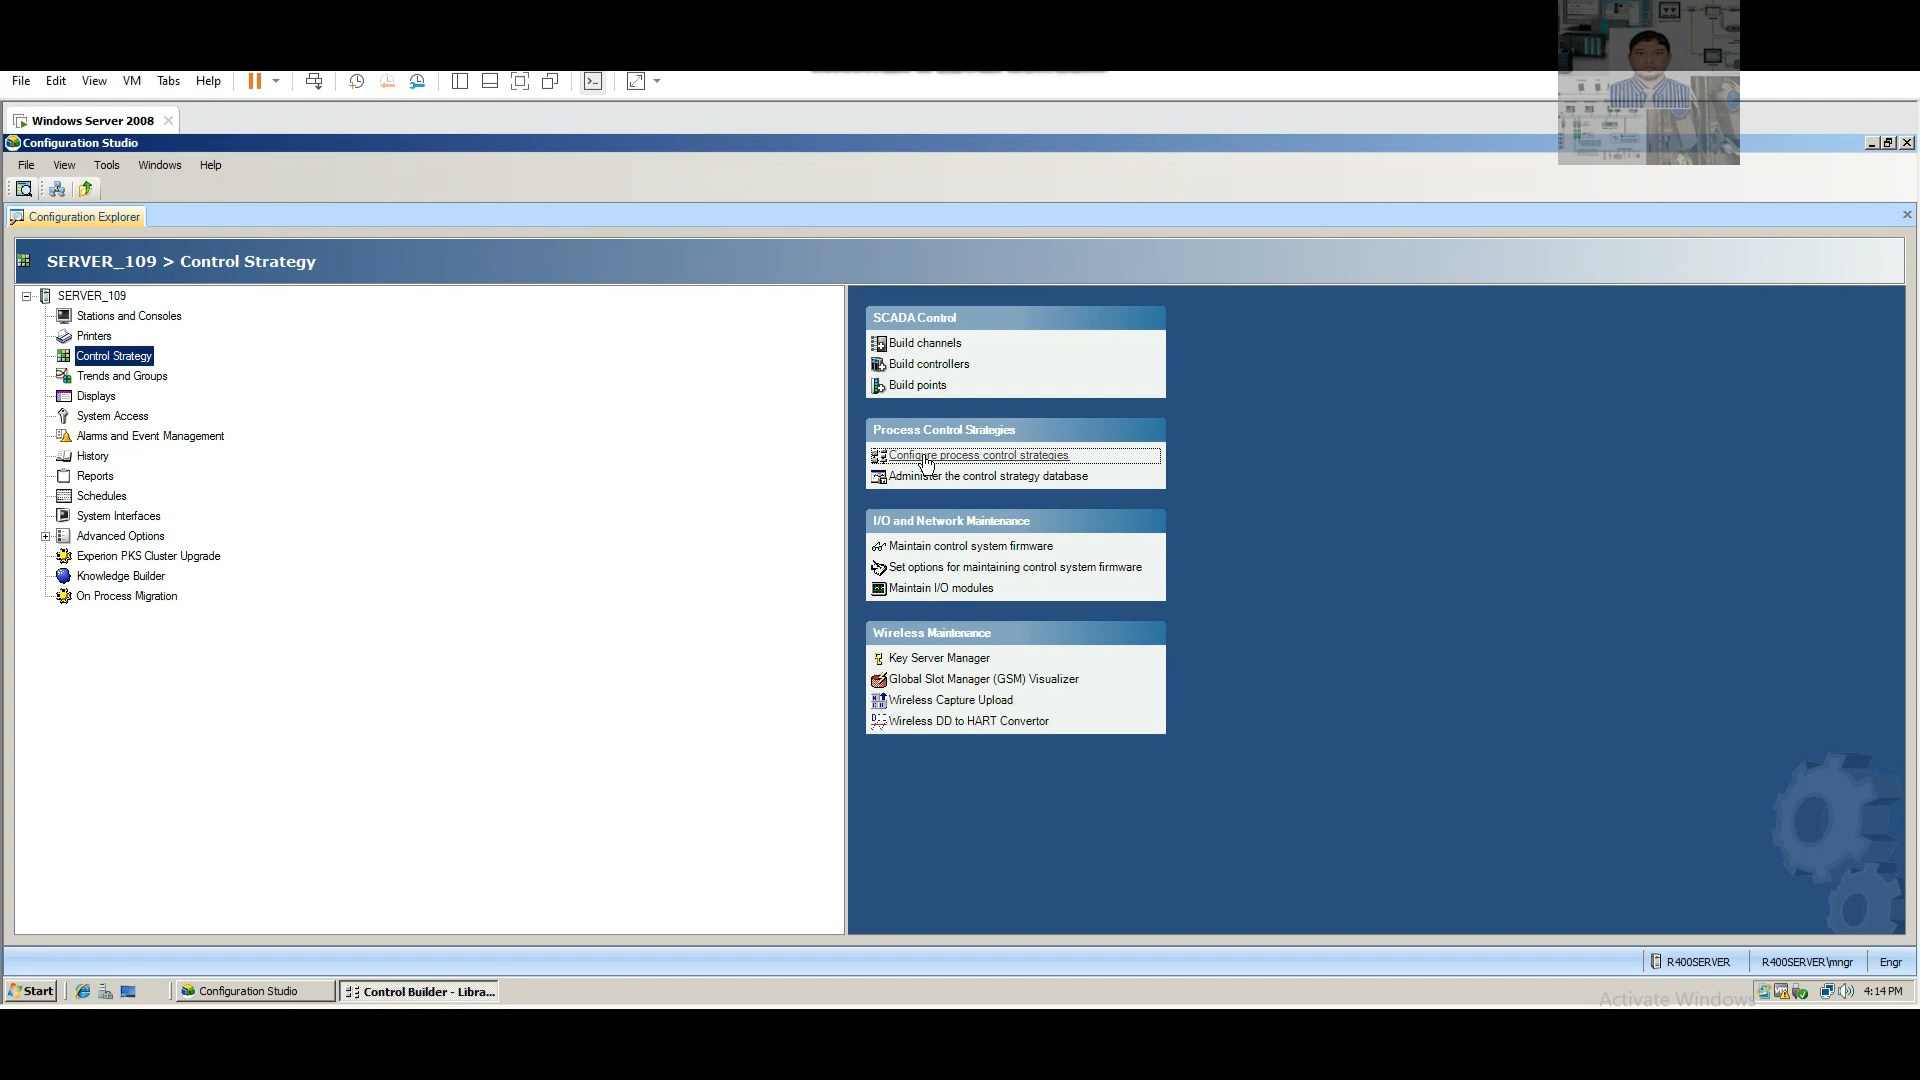 File Edit View VM Tabs Help
Windows Server 2008
Configuration Studio
File View Tools Windows Help
Configuration Explorer
SERVER_109 > Control Strategy
SERVER_109
Stations and Consoles
Printers
Control Strategy
Trends and Groups
Displays
System Access
Alarms and Event Management
History
Reports
Schedules
System Interfaces
Advanced Options
Experion PKS Cluster Upgrade
Knowledge Builder
On Process Migration
SCADA Control
Build channels
Build controllers
Build points
Process Control Strategies
Configure process control strategies
Administer the control strategy database
I/O and Network Maintenance
Maintain control system firmware
Set options for maintaining control system firmware
Maintain I/O modules
Wireless Maintenance
Key Server Manager
Global Slot Manager (GSM) Visualizer
Wireless Capture Upload
Wireless DD to HART Convertor
R400SERVER R400SERVER\mngr Engr
Start Configuration Studio Control Builder - Libra... 4:14 PM
Activate Windows